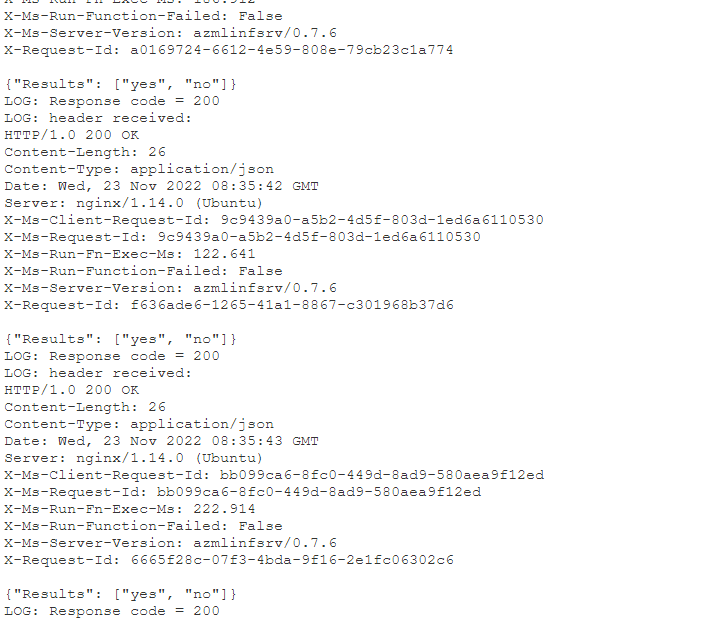 X-Ms-Run-Function-Failed: False
X-Ms-Server-Version: azmlinfsrv/0.7.6
X-Request-Id: a0169724-6612-4e59-808e-79cb23c1a774

{"Results": ["yes", "no"]}
LOG: Response code = 200
LOG: header received:
HTTP/1.0 200 OK
Content-Length: 26
Content-Type: application/json
Date: Wed, 23 Nov 2022 08:35:42 GMT
Server: nginx/1.14.0 (Ubuntu)
X-Ms-Client-Request-Id: 9c9439a0-a5b2-4d5f-803d-1ed6a6110530
X-Ms-Request-Id: 9c9439a0-a5b2-4d5f-803d-1ed6a6110530
X-Ms-Run-Fn-Exec-Ms: 122.641
X-Ms-Run-Function-Failed: False
X-Ms-Server-Version: azmlinfsrv/0.7.6
X-Request-Id: f636ade6-1265-41a1-8867-c301968b37d6

{"Results": ["yes", "no"]}
LOG: Response code = 200
LOG: header received:
HTTP/1.0 200 OK
Content-Length: 26
Content-Type: application/json
Date: Wed, 23 Nov 2022 08:35:43 GMT
Server: nginx/1.14.0 (Ubuntu)
X-Ms-Client-Request-Id: bb099ca6-8fc0-449d-8ad9-580aea9f12ed
X-Ms-Request-Id: bb099ca6-8fc0-449d-8ad9-580aea9f12ed
X-Ms-Run-Fn-Exec-Ms: 222.914
X-Ms-Run-Function-Failed: False
X-Ms-Server-Version: azmlinfsrv/0.7.6
X-Request-Id: 6665f28c-07f3-4bda-9f16-2e1fc06302c6

{"Results": ["yes", "no"]}
LOG: Response code = 200